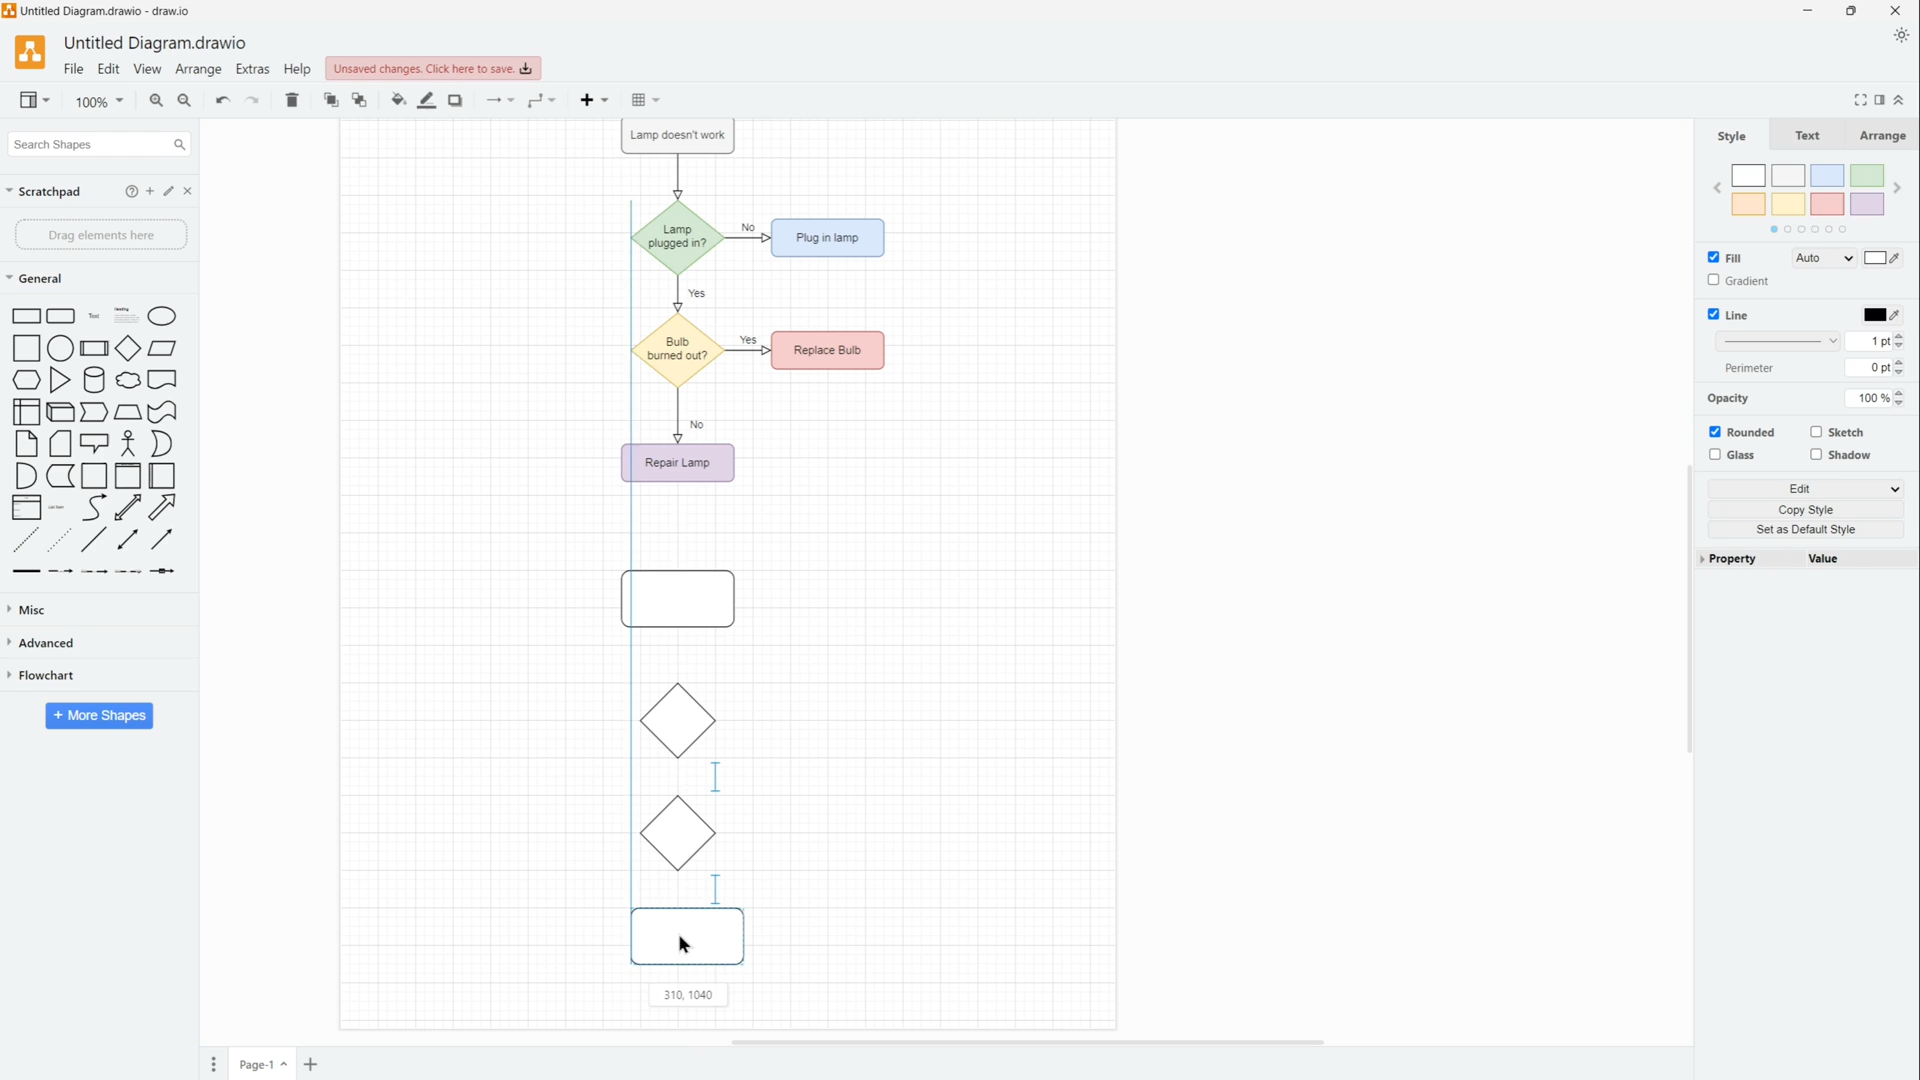 Untitled Diagram.drawio - draw.io
Untitled Diagram.drawio
File Edit View Arrange Extras Help Unsaved changes. Click here to save.
100%
Search Shapes
Scratchpad
Drag elements here
General
Text
Heading
List Item
Misc
Advanced
Flowchart
+ More Shapes
Lamp doesn't work
Lamp
plugged in?
No
Plug in lamp
Yes
Bulb
burned out?
Yes
Replace Bulb
No
Repair Lamp
310, 1040
Page-1
Style Text Arrange
Fill Auto
Gradient
Line
1 pt
Perimeter 0 pt
Opacity 100 %
Rounded Sketch
Glass Shadow
Edit
Copy Style
Set as Default Style
Property Value